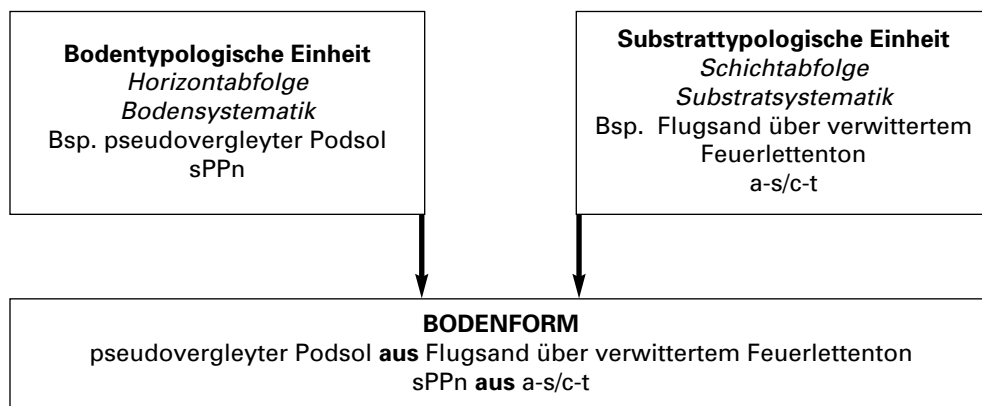 Bodentypologische Einheit
Horizontabfolge
Bodensystematik
Bsp. pseudovergleyter Podsol
sPPn
Substrattypologische Einheit
Schichtabfolge
Substratsystematik
Bsp. Flugsand über verwittertem
Feuerlettenton
a-s/c-t
BODENFORM
pseudovergleyter Podsol aus Flugsand über verwittertem Feuerlettenton
sPPn aus a-s/c-t